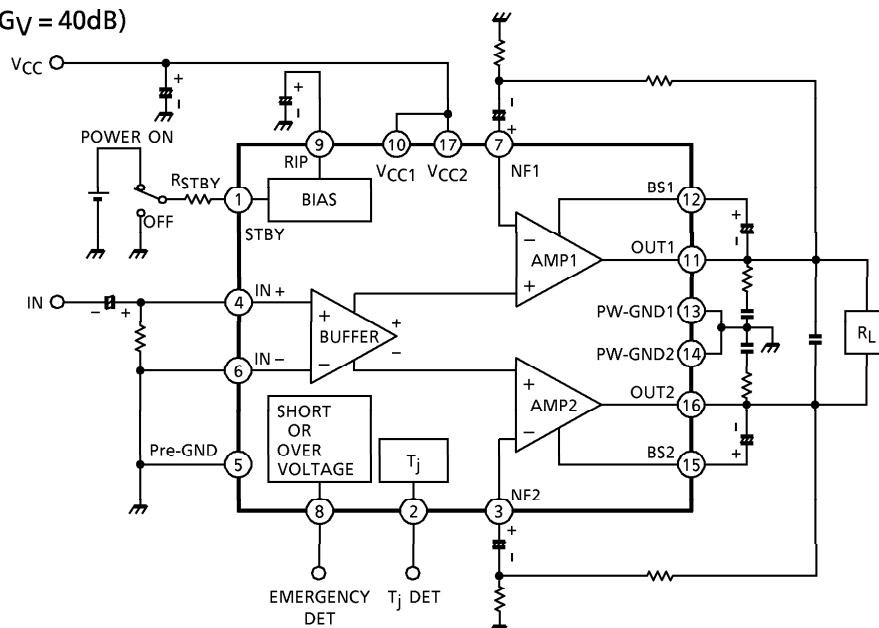 GV = 40dB)
VCC
+
-
+
-
POWER ON
RSTBY
OFF
1
STBY
9
RIP
BIAS
10
VCC1
17
VCC2
7
NF1
-
+
BS1
12
+
-
OUT1
11
AMP1
-
+
IN
-
+
4
IN +
6
IN -
+
BUFFER
-
+
-
PW-GND1
13
PW-GND2
14
RL
OUT2
16
+
AMP2
-
BS2
15
-
+
Pre-GND
5
SHORT
OR
OVER
VOLTAGE
Tj
8
2
NF2
3
+
-
EMERGENCY
DET
Tj DET